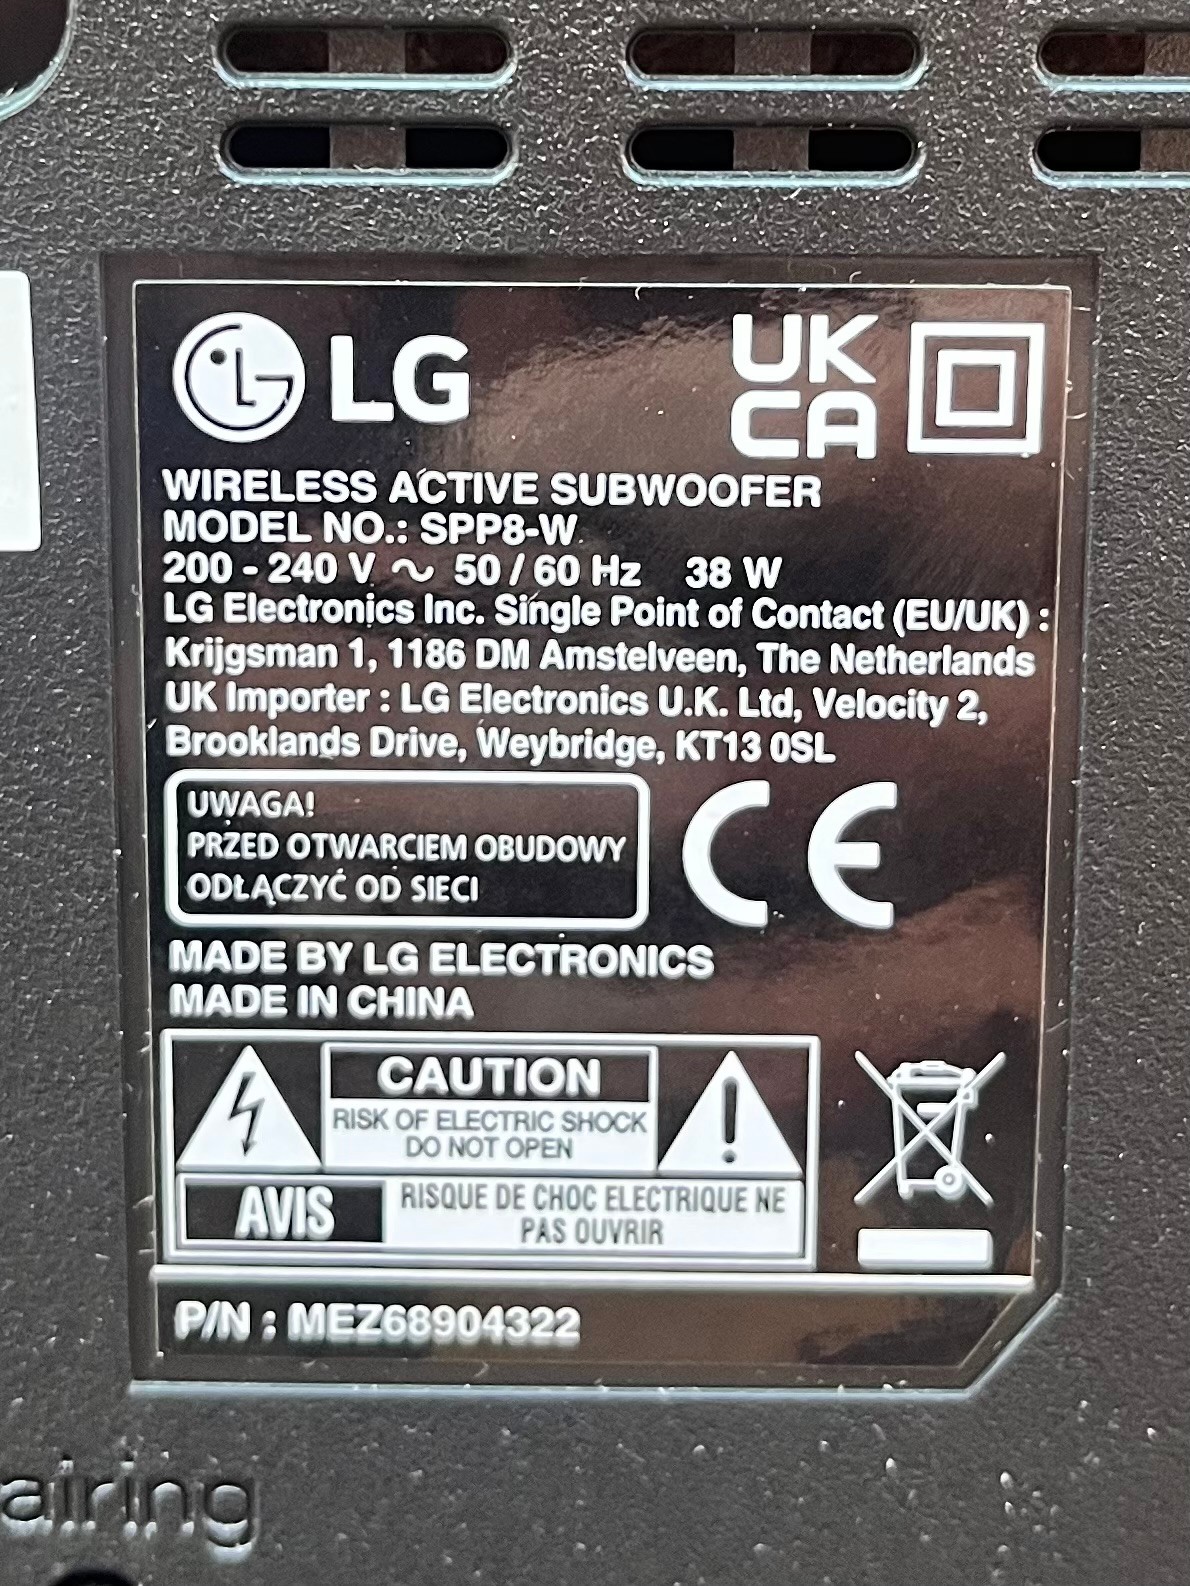 LG
UK
CA
WIRELESS ACTIVE SUBWOOFER
MODEL NO.: SPP8-W
200 - 240 V ~ 50 / 60 Hz 38 W
LG Electronics Inc. Single Point of Contact (EU/UK) :
Krijgsman 1, 1186 DM Amstelveen, The Netherlands
UK Importer : LG Electronics U.K. Ltd, Velocity 2,
Brooklands Drive, Weybridge, KT13 0SL
UWAGA!
PRZED OTWARCIEM OBUDOWY
ODŁĄCZYĆ OD SIECI
CE
MADE BY LG ELECTRONICS
MADE IN CHINA
CAUTION
RISK OF ELECTRIC SHOCK
DO NOT OPEN
AVIS
RISQUE DE CHOC ELECTRIQUE NE
PAS OUVRIR
P/N : MEZ68904322
airing